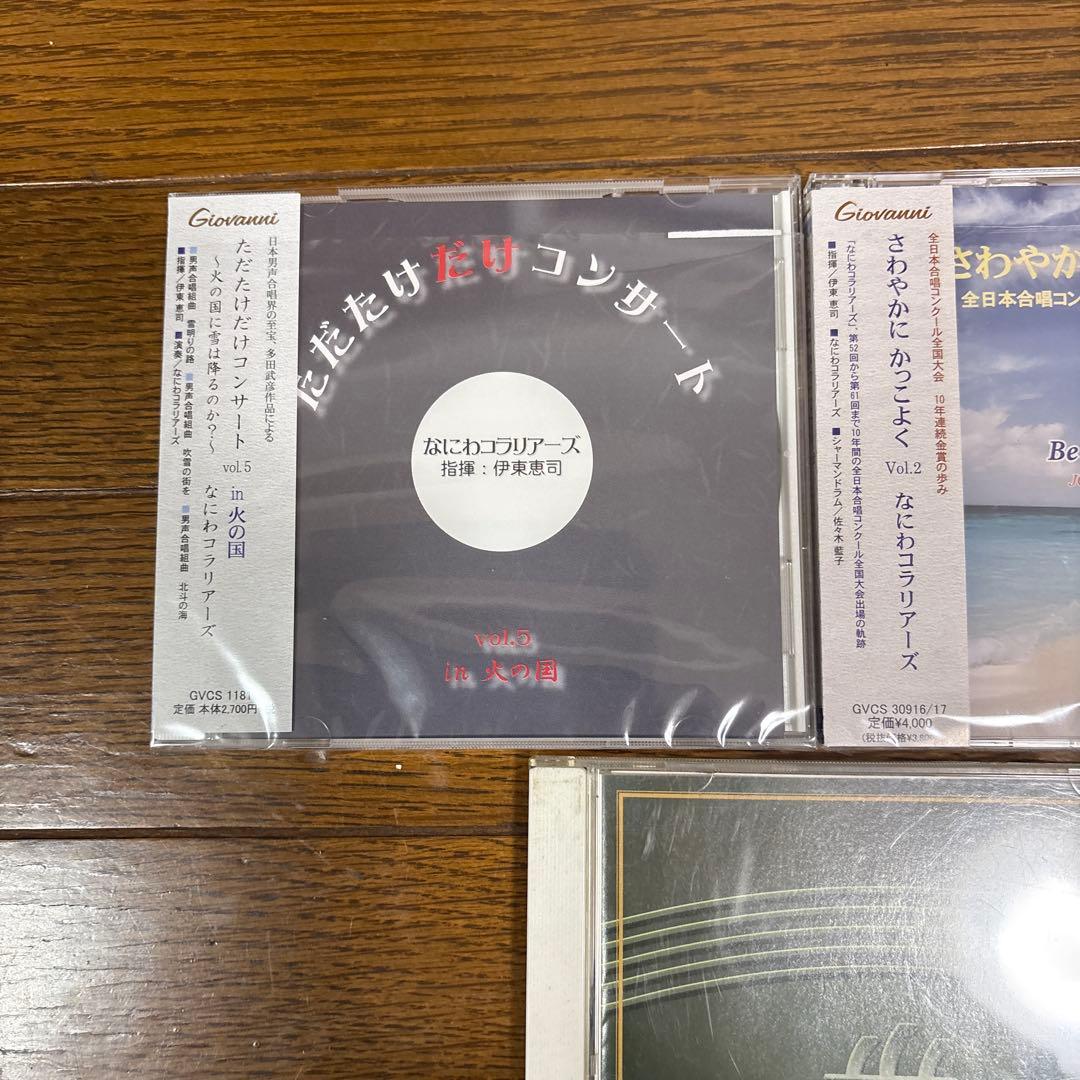 Giovanni
日本男声合唱界の至宝、多田武彦作品による
ただたけだけコンサート vol.5 in 火の国
～火の国に雪は降るのか?～ なにわコラリアーズ
■男声合唱組曲 雪明りの路 ■男声合唱組曲 吹雪の街を ■男声合唱組曲 北斗の海
■指揮/伊東 恵司 ■演奏/なにわコラリアーズ
GVCS 1181
定価 本体2,700円
ただたけだけコンサート
なにわコラリアーズ
指揮:伊東恵司
vol.5
in 火の国
Giovanni
全日本合唱コンクール全国大会 10年連続金賞の歩み
さわやかに かっこよく Vol.2 なにわコラリアーズ
「なにわコラリアーズ」、第52回から第61回まで10年間の全日本合唱コンクール全国大会出場の軌跡
■指揮/伊東 恵司 ■なにわコラリアーズ ■シャーマンドラム/佐々木 藍子
GVCS 30916/17
定価¥4,000
さわやか
全日本合唱コン
Be